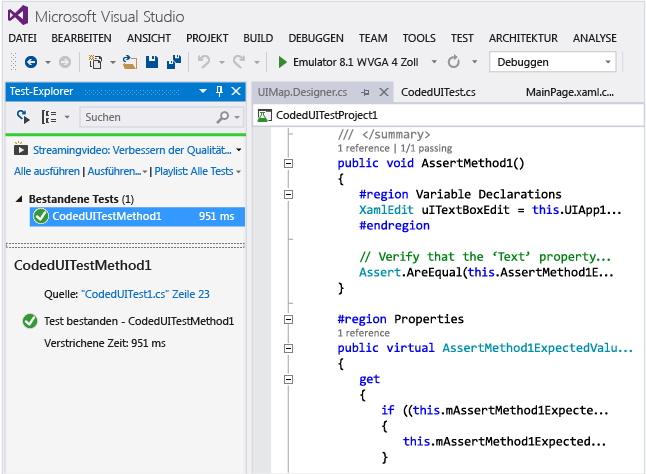 Microsoft Visual Studio
DATEI BEARBEITEN ANSICHT PROJEKT BUILD DEBUGGEN TEAM TOOLS TEST ARCHITEKTUR ANALYSE
Emulator 8.1 WVGA 4 Zoll Debuggen
Test-Explorer
Suchen
Streamingvideo: Verbessern der Qualität...
Alle ausführen | Ausführen... | Playlist: Alle Tests
Bestandene Tests (1)
CodedUITestMethod1 951 ms
CodedUITestMethod1
Quelle: "CodedUITest1.cs" Zeile 23
Test bestanden - CodedUITestMethod1
Verstrichene Zeit: 951 ms
UIMap.Designer.cs CodedUITest.cs MainPage.xaml.c...
CodedUITestProject1
/// </summary>
1 reference | 1/1 passing
public void AssertMethod1()
{
#region Variable Declarations
XamlEdit uITextBoxEdit = this.UIApp1...
#endregion
// Verify that the ‘Text’ property...
Assert.AreEqual(this.AssertMethod1E...
}
#region Properties
1 reference
public virtual AssertMethod1ExpectedValu...
{
get
{
if ((this.mAssertMethod1Expecte...
{
this.mAssertMethod1Expected...
}